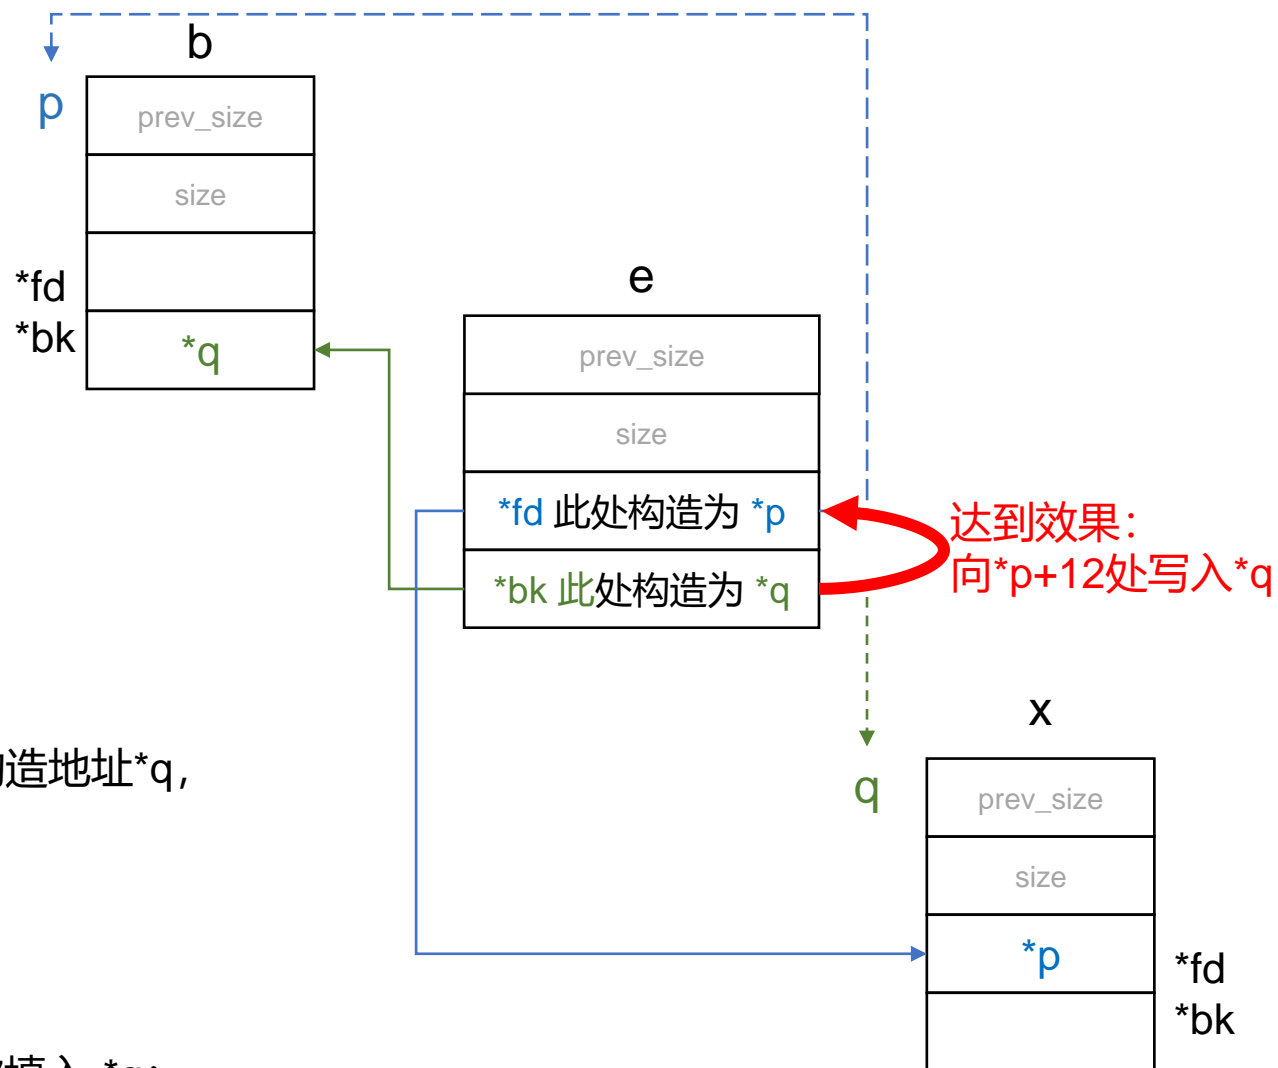 b
p
prev_size
size
*fd
*bk
*q
e
prev_size
size
*fd 此处构造为 *p
*bk 此处构造为 *q
达到效果：
向*p+12处写入*q
造地址*q，
x
q
prev_size
size
*p
*fd
*bk